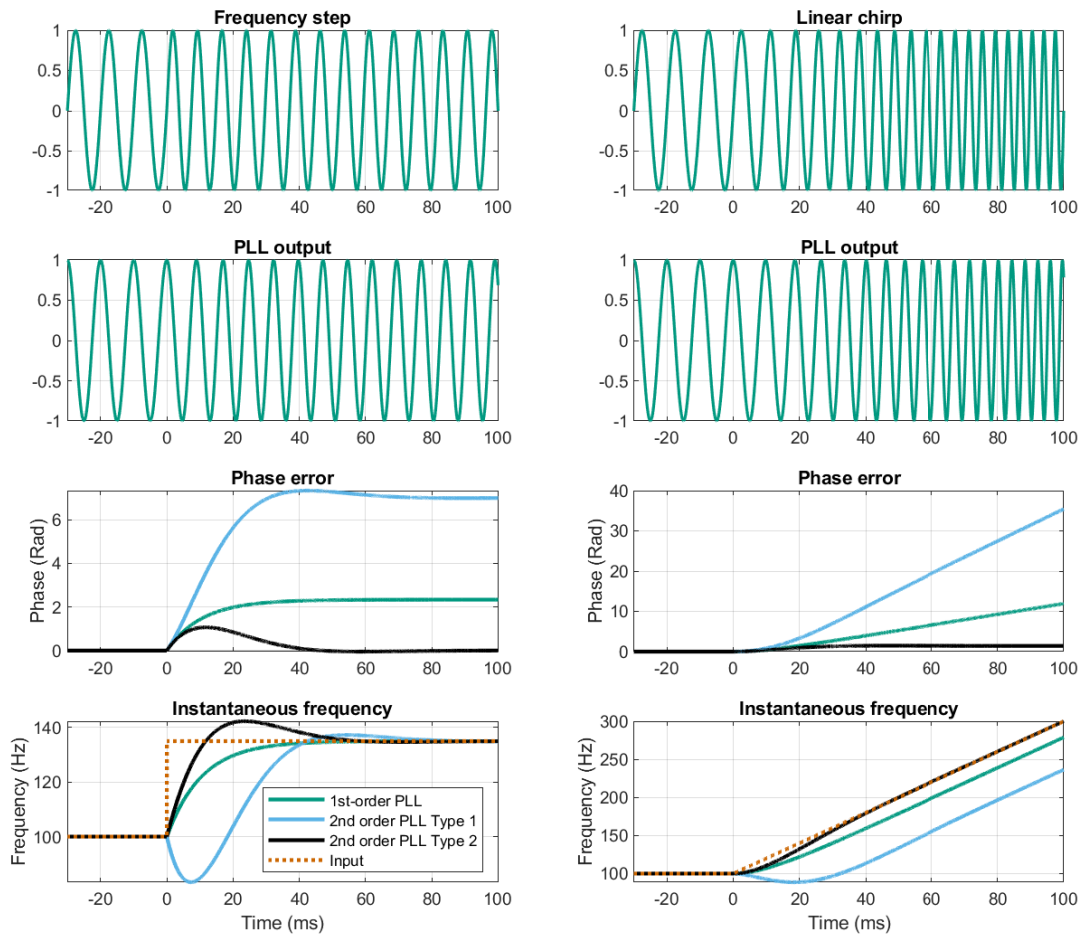 Frequency step
1
0.5
0
-0.5
-1
-20 0 20 40 60 80 100
Linear chirp
1
0.5
0
-0.5
-1
-20 0 20 40 60 80 100
PLL output
1
0.5
0
-0.5
-1
-20 0 20 40 60 80 100
PLL output
1
0.5
0
-0.5
-1
-20 0 20 40 60 80 100
Phase error
Phase (Rad)
6
4
2
0
-20 0 20 40 60 80 100
Phase error
Phase (Rad)
40
30
20
10
0
-20 0 20 40 60 80 100
Instantaneous frequency
Frequency (Hz)
140
120
100
1st-order PLL
2nd order PLL Type 1
2nd order PLL Type 2
Input
-20 0 20 40 60 80 100
Time (ms)
Instantaneous frequency
Frequency (Hz)
300
250
200
150
100
-20 0 20 40 60 80 100
Time (ms)